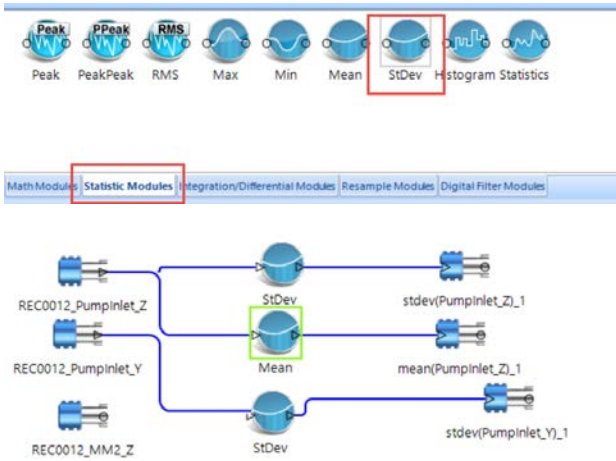 Peak PPeak RMS
Peak PeakPeak RMS Max Min Mean StDev Histogram Statistics
Math Modules Statistic Modules Integration/Differential Modules Resample Modules Digital Filter Modules
REC0012_PumpInlet_Z StDev stdev(PumpInlet_Z)_1
REC0012_PumpInlet_Y Mean mean(PumpInlet_Z)_1
REC0012_MM2_Z StDev stdev(PumpInlet_Y)_1